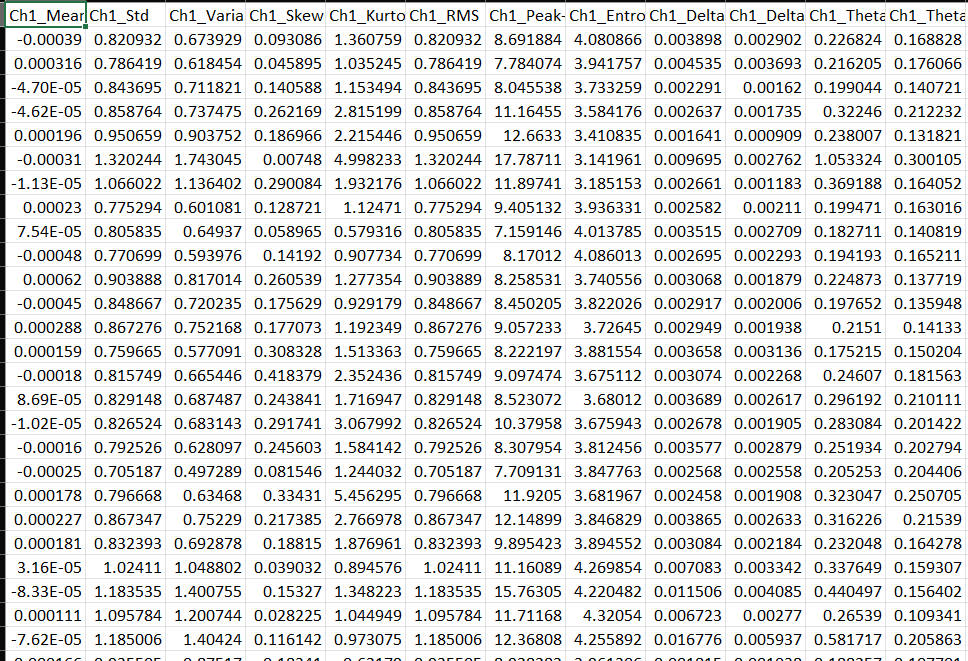 Ch1_Mear Ch1_Std Ch1_Varia Ch1_Skew Ch1_Kurto Ch1_RMS Ch1_Peak- Ch1_Entro Ch1_Delta Ch1_Delta Ch1_Theta Ch1_Theta
-0.00039 0.820932 0.673929 0.093086 1.360759 0.820932 8.691884 4.080866 0.003898 0.002902 0.226824 0.168828
0.000316 0.786419 0.618454 0.045895 1.035245 0.786419 7.784074 3.941757 0.004535 0.003693 0.216205 0.176066
-4.70E-05 0.843695 0.711821 0.140588 1.153494 0.843695 8.045538 3.733259 0.002291 0.00162 0.199044 0.140721
-4.62E-05 0.858764 0.737475 0.262169 2.815199 0.858764 11.16455 3.584176 0.002637 0.001735 0.32246 0.212232
0.000196 0.950659 0.903752 0.186966 2.215446 0.950659 12.6633 3.410835 0.001641 0.000909 0.238007 0.131821
-0.00031 1.320244 1.743045 0.00748 4.998233 1.320244 17.78711 3.141961 0.009695 0.002762 1.053324 0.300105
-1.13E-05 1.066022 1.136402 0.290084 1.932176 1.066022 11.89741 3.185153 0.002661 0.001183 0.369188 0.164052
0.00023 0.775294 0.601081 0.128721 1.12471 0.775294 9.405132 3.936331 0.002582 0.00211 0.199471 0.163016
7.54E-05 0.805835 0.64937 0.058965 0.579316 0.805835 7.159146 4.013785 0.003515 0.002709 0.182711 0.140819
-0.00048 0.770699 0.593976 0.14192 0.907734 0.770699 8.17012 4.086013 0.002695 0.002293 0.194193 0.165211
0.00062 0.903888 0.817014 0.260539 1.277354 0.903889 8.258531 3.740556 0.003068 0.001879 0.224873 0.137719
-0.00045 0.848667 0.720235 0.175629 0.929179 0.848667 8.450205 3.822026 0.002917 0.002006 0.197652 0.135948
0.000288 0.867276 0.752168 0.177073 1.192349 0.867276 9.057233 3.72645 0.002949 0.001938 0.2151 0.14133
0.000159 0.759665 0.577091 0.308328 1.513363 0.759665 8.222197 3.881554 0.003658 0.003136 0.175215 0.150204
-0.00018 0.815749 0.665446 0.418379 2.352436 0.815749 9.097474 3.675112 0.003074 0.002268 0.24607 0.181563
8.69E-05 0.829148 0.687487 0.243841 1.716947 0.829148 8.523072 3.68012 0.003689 0.002617 0.296192 0.210111
-1.02E-05 0.826524 0.683143 0.291741 3.067992 0.826524 10.37958 3.675943 0.002678 0.001905 0.283084 0.201422
-0.00016 0.792526 0.628097 0.245603 1.584142 0.792526 8.307954 3.812456 0.003577 0.002879 0.251934 0.202794
-0.00025 0.705187 0.497289 0.081546 1.244032 0.705187 7.709131 3.847763 0.002568 0.002558 0.205253 0.204406
0.000178 0.796668 0.63468 0.33431 5.456295 0.796668 11.9205 3.681967 0.002458 0.001908 0.323047 0.250705
0.000227 0.867347 0.75229 0.217385 2.766978 0.867347 12.14899 3.846829 0.003865 0.002633 0.316226 0.21539
0.000181 0.832393 0.692878 0.18815 1.876961 0.832393 9.895423 3.894552 0.003084 0.002184 0.232048 0.164278
3.16E-05 1.02411 1.048802 0.039032 0.894576 1.02411 11.16089 4.269854 0.007083 0.003342 0.337649 0.159307
-8.33E-05 1.183535 1.400755 0.15327 1.348223 1.183535 15.76305 4.220482 0.011506 0.004085 0.440497 0.156402
0.000111 1.095784 1.200744 0.028225 1.044949 1.095784 11.71168 4.32054 0.006723 0.00277 0.26539 0.109341
-7.62E-05 1.185006 1.40424 0.116142 0.973075 1.185006 12.36808 4.255892 0.016776 0.005937 0.581717 0.205863